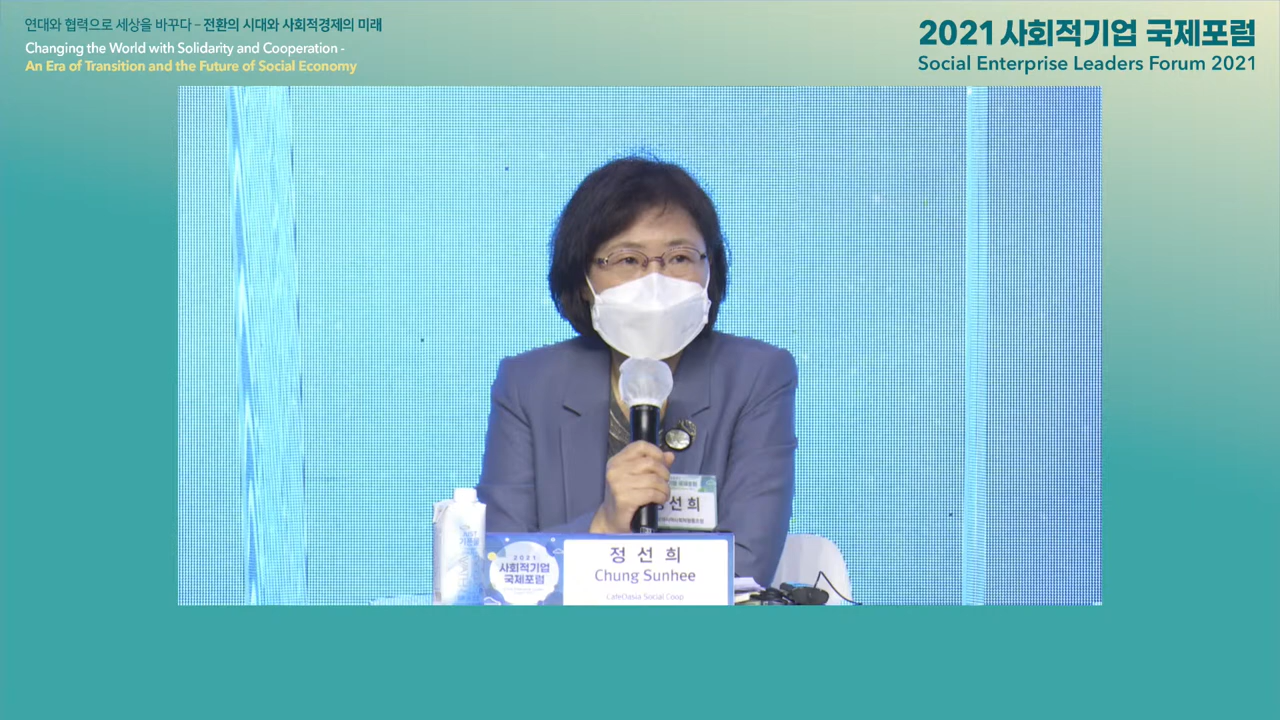 연대와 협력으로 세상을 바꾸다 – 전환의 시대와 사회적경제의 미래
Changing the World with Solidarity and Cooperation -
An Era of Transition and the Future of Social Economy
2021 사회적기업 국제포럼
Social Enterprise Leaders Forum 2021
선희
2021
사회적기업
국제포럼
정선희
Chung Sunhee
CafeOasia Social Coop